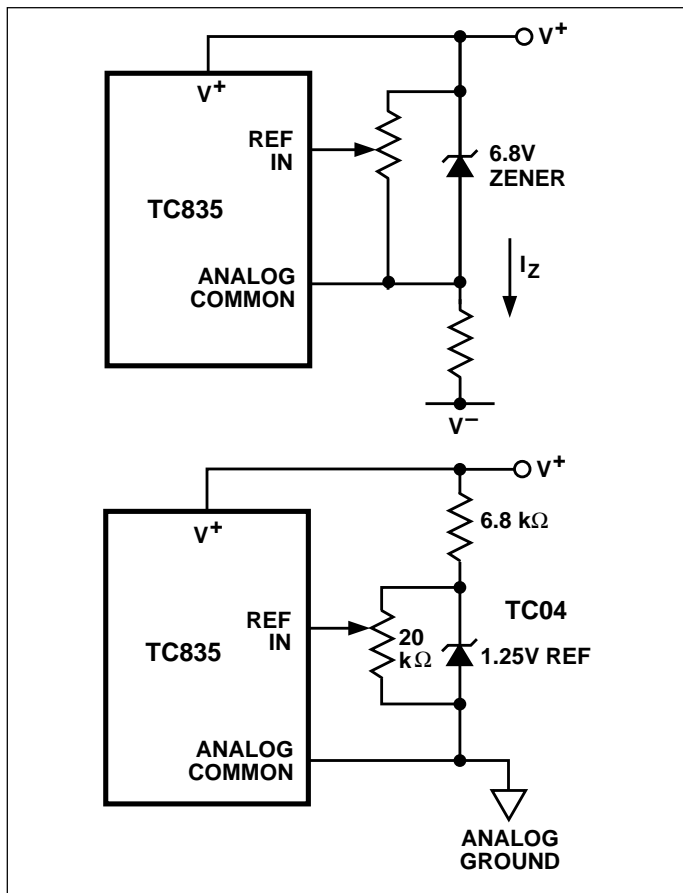 V+
V+
REF
IN
6.8V
ZENER
TC835
ANALOG
COMMON
IZ
V–
V+
V+
6.8 kΩ
REF
IN
TC04
TC835
20
kΩ
1.25V REF
ANALOG
COMMON
ANALOG
GROUND